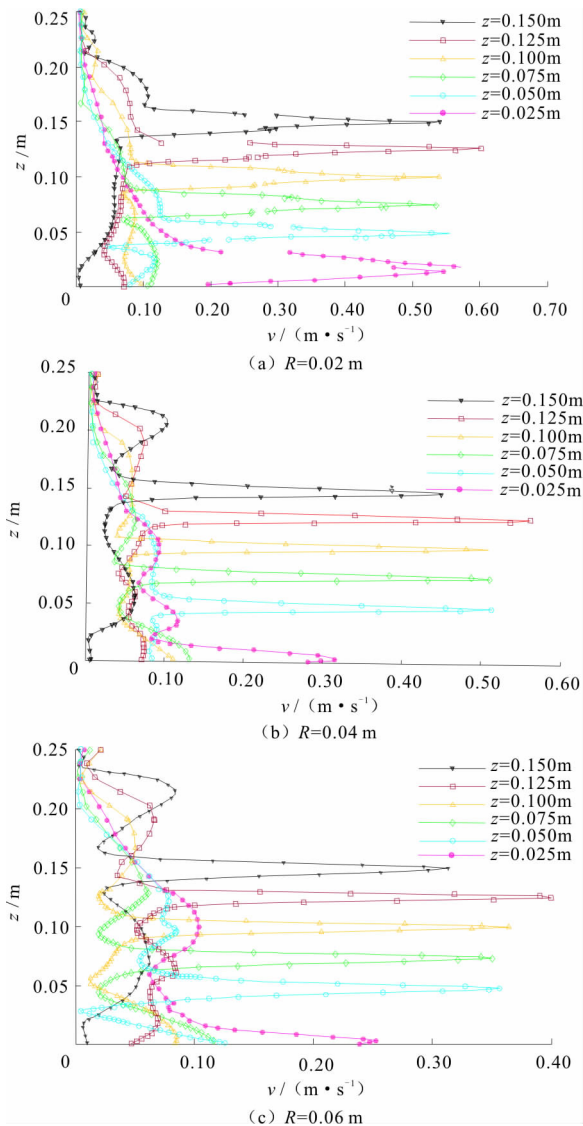 0.25
0.20
0.15
0.10
0.05
0
z / m
z=0.150m
z=0.125m
z=0.100m
z=0.075m
z=0.050m
z=0.025m
0.10 0.20 0.30 0.40 0.50 0.60 0.70
v /（m·s⁻¹）
（a）R=0.02 m
0.25
0.20
0.15
0.10
0.05
0
z / m
z=0.150m
z=0.125m
z=0.100m
z=0.075m
z=0.050m
z=0.025m
0.10 0.20 0.30 0.40 0.50 0.60
v /（m·s⁻¹）
（b）R=0.04 m
0.25
0.20
0.15
0.10
0.05
0
z / m
z=0.150m
z=0.125m
z=0.100m
z=0.075m
z=0.050m
z=0.025m
0.10 0.20 0.30 0.40
v /（m·s⁻¹）
（c）R=0.06 m